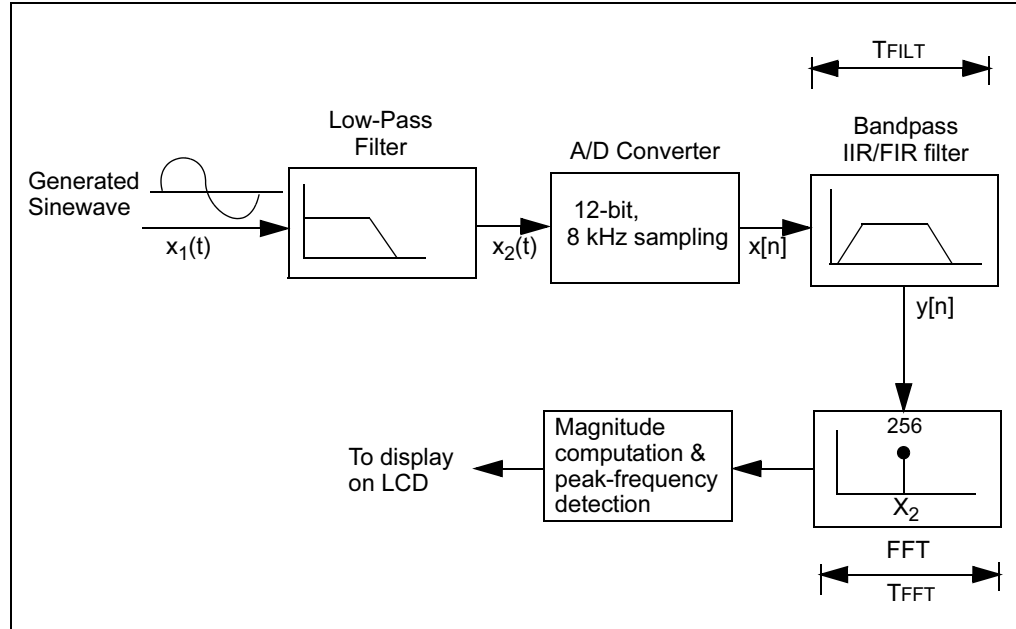 TFILT
Low-Pass
Filter
A/D Converter
Bandpass
IIR/FIR filter
Generated
Sinewave
12-bit,
8 kHz sampling
x1(t)
x2(t)
x[n]
y[n]
To display
on LCD
Magnitude
computation &
peak-frequency
detection
256
X2
FFT
TFFT